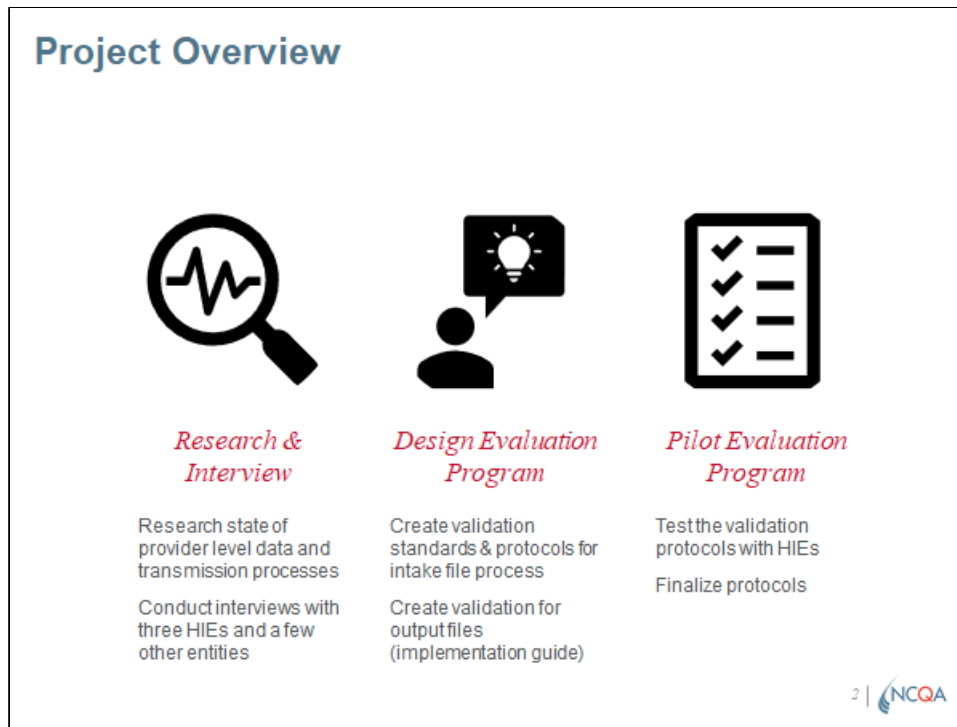 Project Overview
Research &
Interview
Research state of
provider level data and
transmission processes
Conduct interviews with
three HIEs and a few
other entities
Design Evaluation
Program
Create validation
standards & protocols for
intake file process
Create validation for
output files
(implementation guide)
Pilot Evaluation
Program
Test the validation
protocols with HIEs
Finalize protocols
2 | NCQA